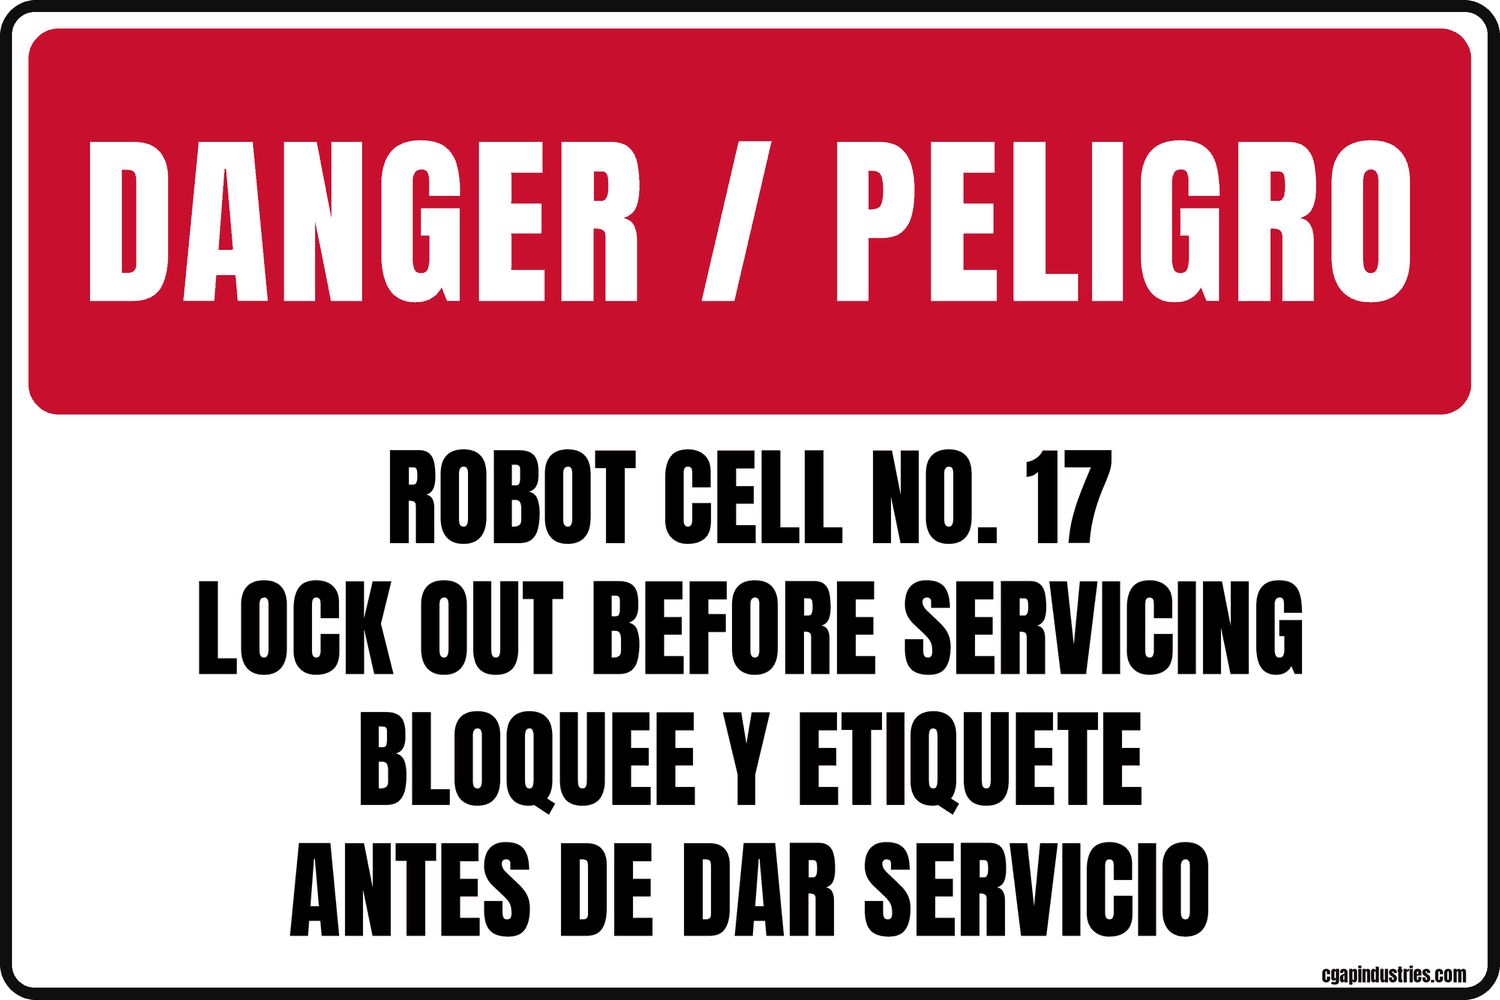 DANGER / PELIGRO
ROBOT CELL NO. 17
LOCK OUT BEFORE SERVICING
BLOQUEE Y ETIQUETE
ANTES DE DAR SERVICIO
cgapindustries.com